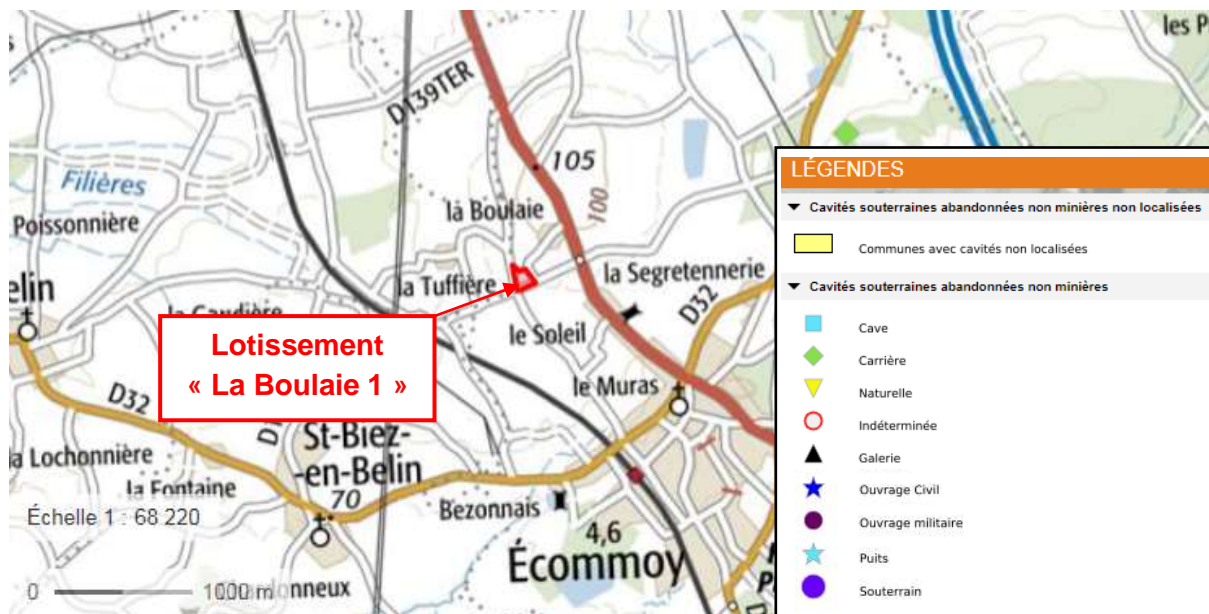 les P
D139TER
105
Filières
100
Poissonnière
la Boulaie
elin
la Tuffière
la Segretennerie
D32
Lotissement
« La Boulaie 1 »
le Soleil
le Muras
D32
St-Biez-
-en-Belin
a Lochonnière
la Fontaine
70
Bezonnais
Échelle 1 : 68 220
4,6
Écommoy
0
1000 m
onneux
LÉGENDES
Cavités souterraines abandonnées non minières non localisées
Communes avec cavités non localisées
Cavités souterraines abandonnées non minières
Cave
Carrière
Naturelle
Indéterminée
Galerie
Ouvrage Civil
Ouvrage militaire
Puits
Souterrain